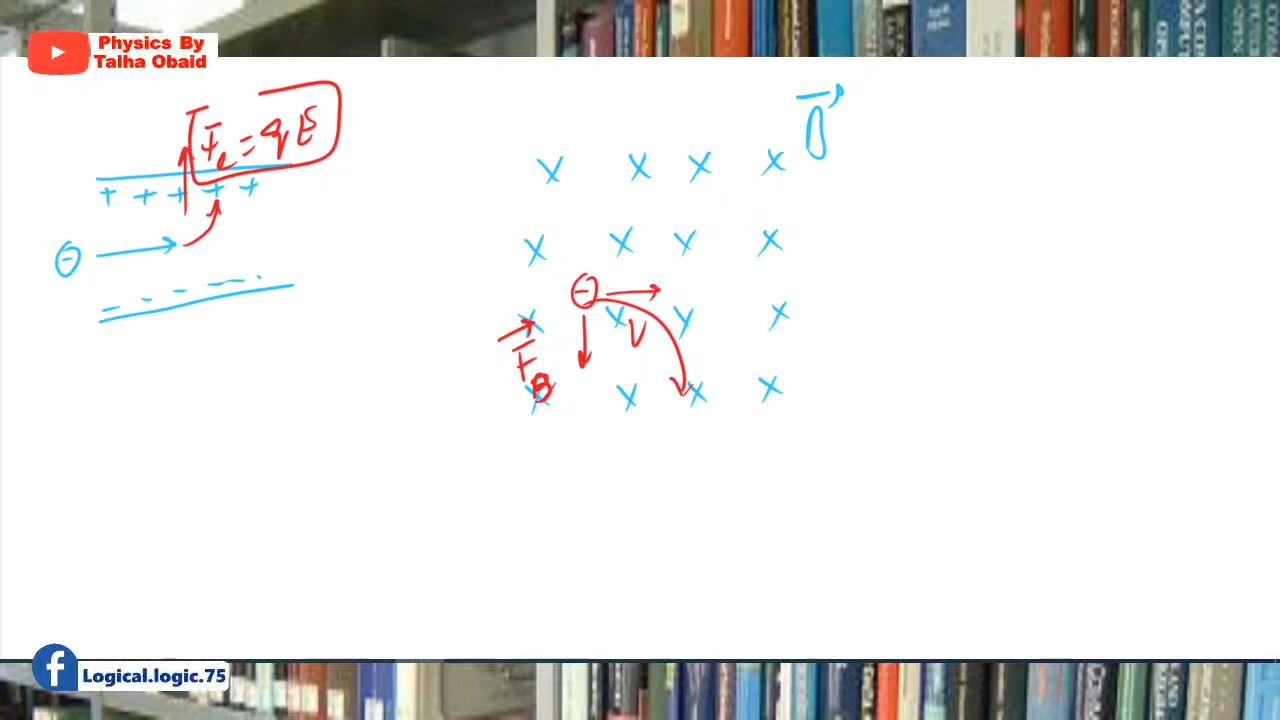 Physics By
Talha Obaid
F_e = qE
+ + + + +
−
- - - - -
x x x x
x x x x
− V
x x x x
F_B
x x x x
Logical.logic.75